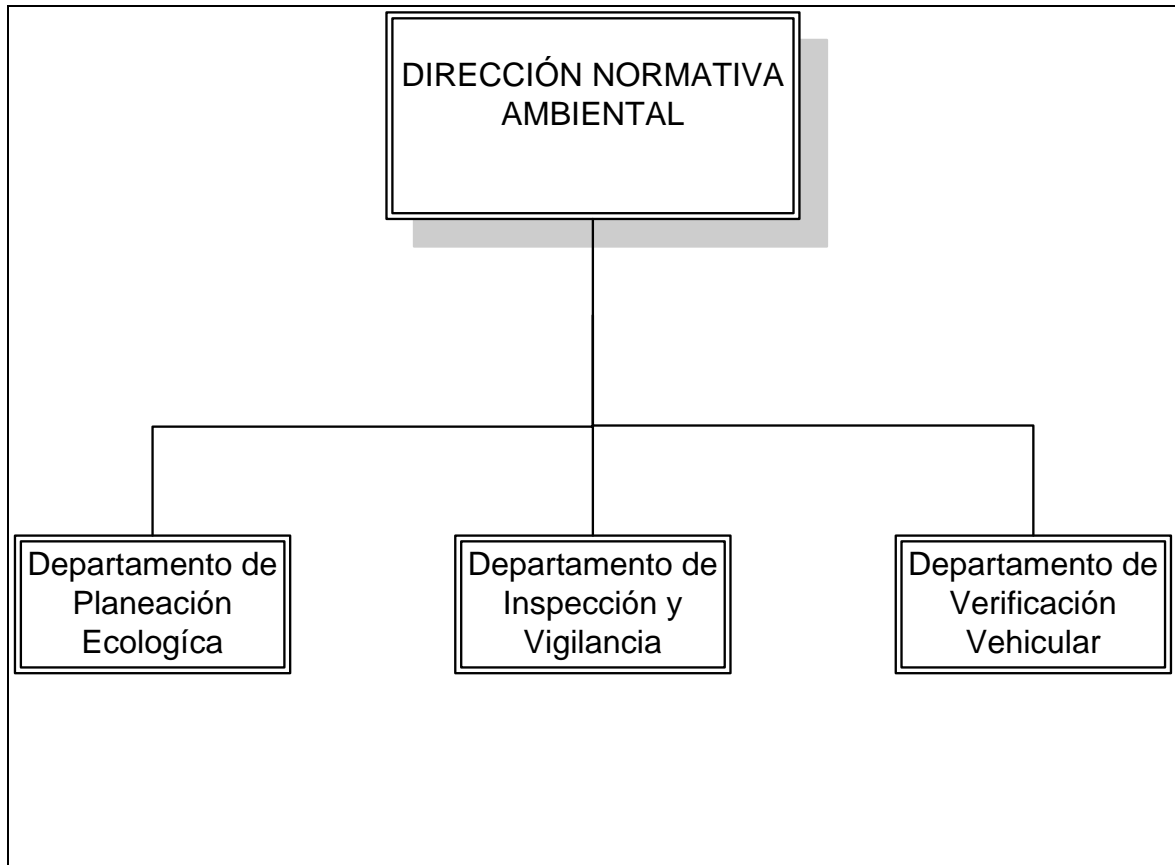 DIRECCIÓN NORMATIVA
AMBIENTAL
Departamento de
Planeación
Ecologíca
Departamento de
Inspección y
Vigilancia
Departamento de
Verificación
Vehicular